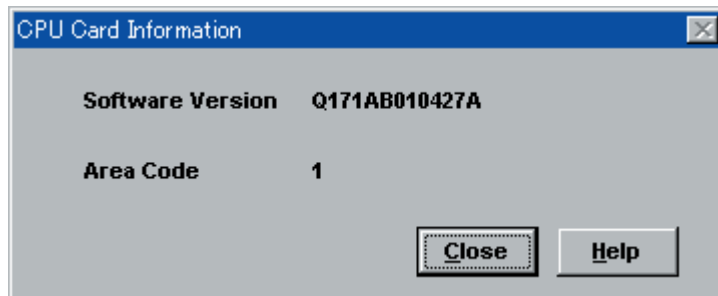 CPU Card Information
Software Version Q171AB010427A
Area Code 1
Close Help